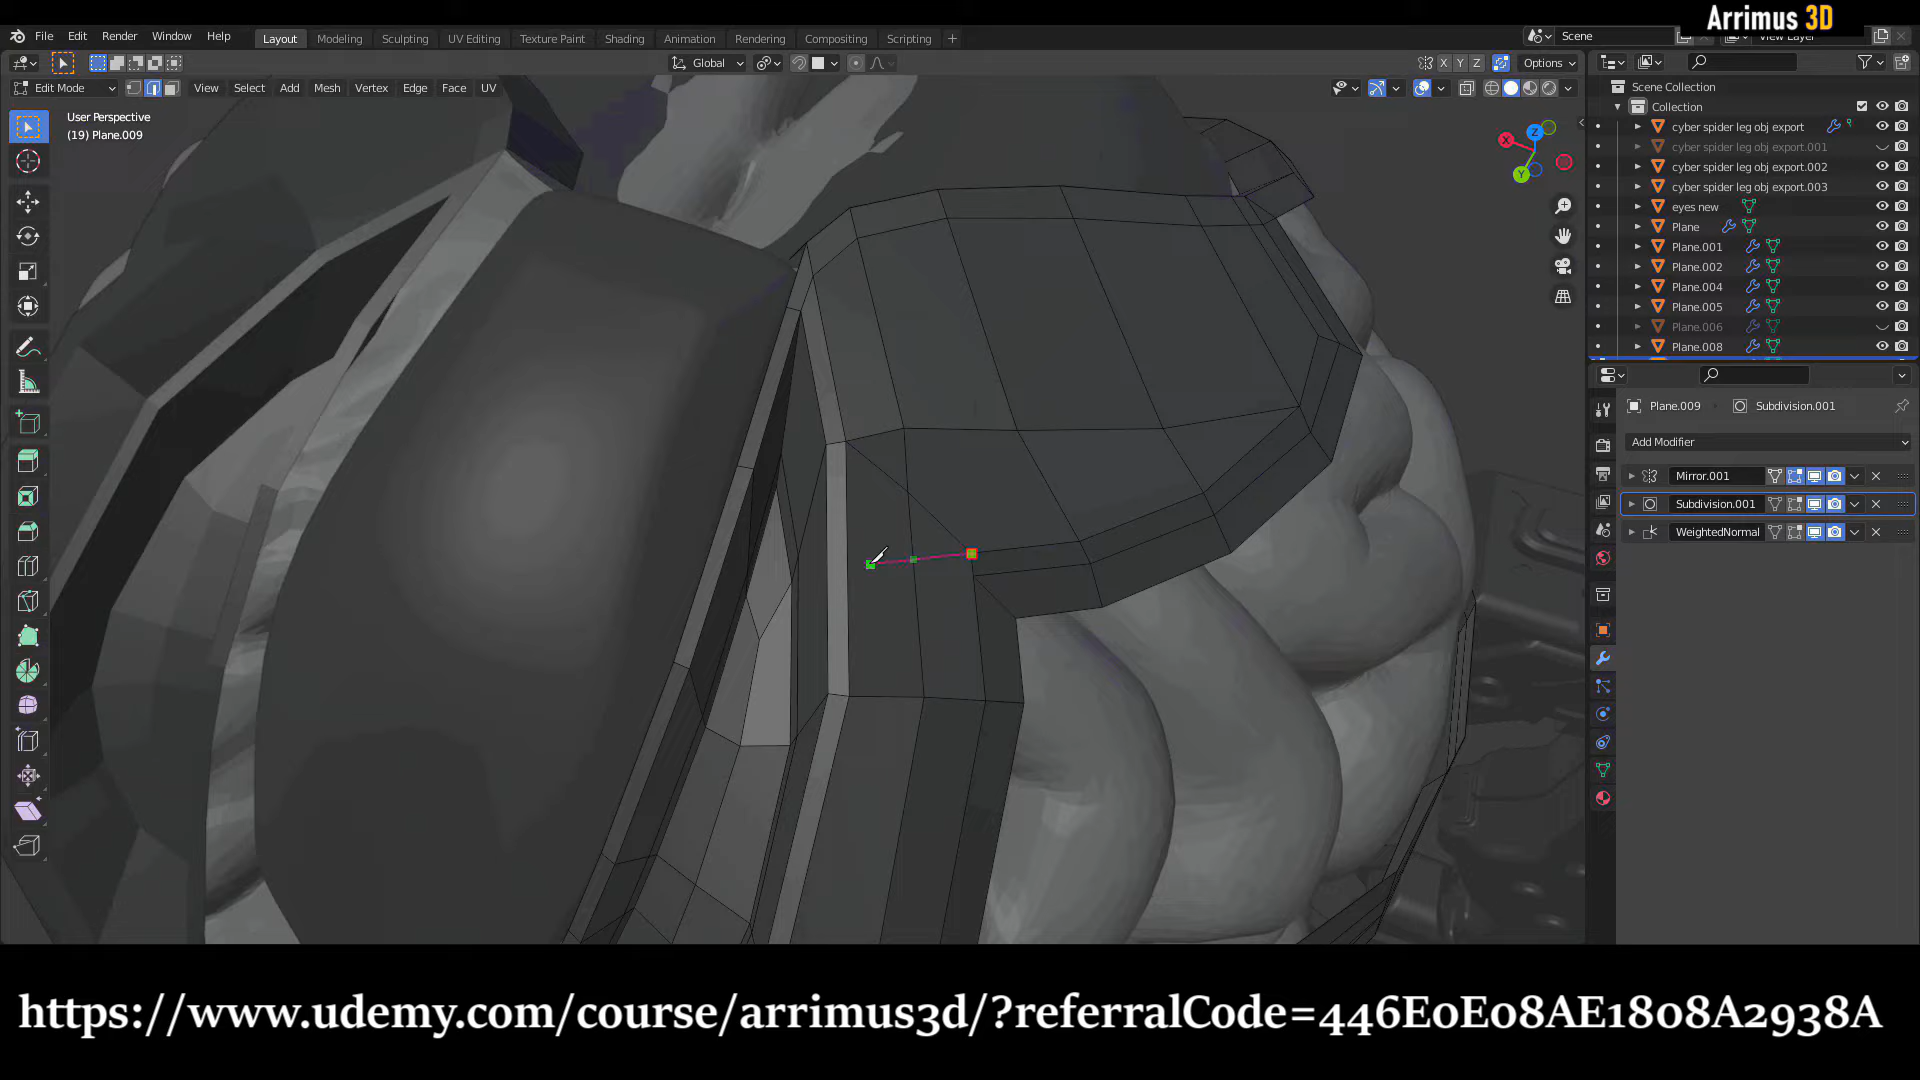 Arrimus 3D
File Edit Render Window Help Layout Modeling Sculpting UV Editing Texture Paint Shading Animation Rendering Compositing Scripting Scene View Layer
Global X Y Z Options
Edit Mode View Select Add Mesh Vertex Edge Face UV
User Perspective
(19) Plane.009
X
Z
Y
Scene Collection
Collection
cyber spider leg obj export
cyber spider leg obj export.001
cyber spider leg obj export.002
cyber spider leg obj export.003
eyes new
Plane
Plane.001
Plane.002
Plane.004
Plane.005
Plane.006
Plane.008
Plane.009 Subdivision.001
Add Modifier
Mirror.001
Subdivision.001
WeightedNormal
https://www.udemy.com/course/arrimus3d/?referralCode=446E0E08AE1808A2938A